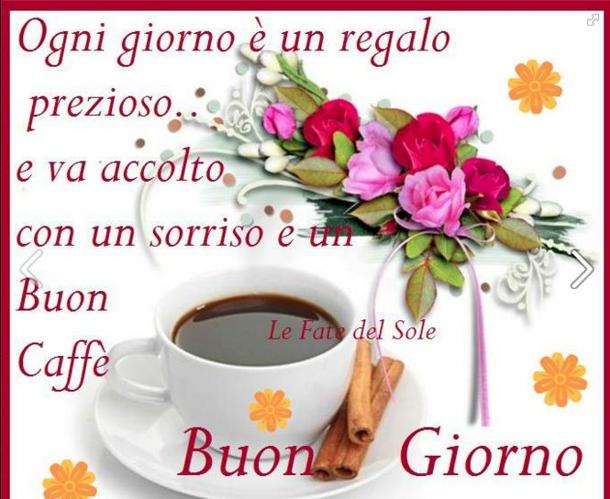 Ogni giorno è un regalo
prezioso..
e va accolto
con un sorriso e un
Buon
Caffè
Le Fate del Sole
Buon Giorno